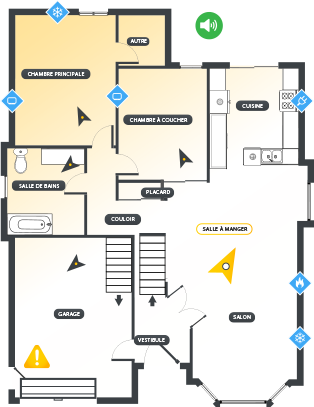 AUTRE
CHAMBRE PRINCIPALE
CUISINE
CHAMBRE À COUCHER
SALLE DE BAINS
PLACARD
COULOIR
SALLE À MANGER
GARAGE
SALON
VESTIBULE